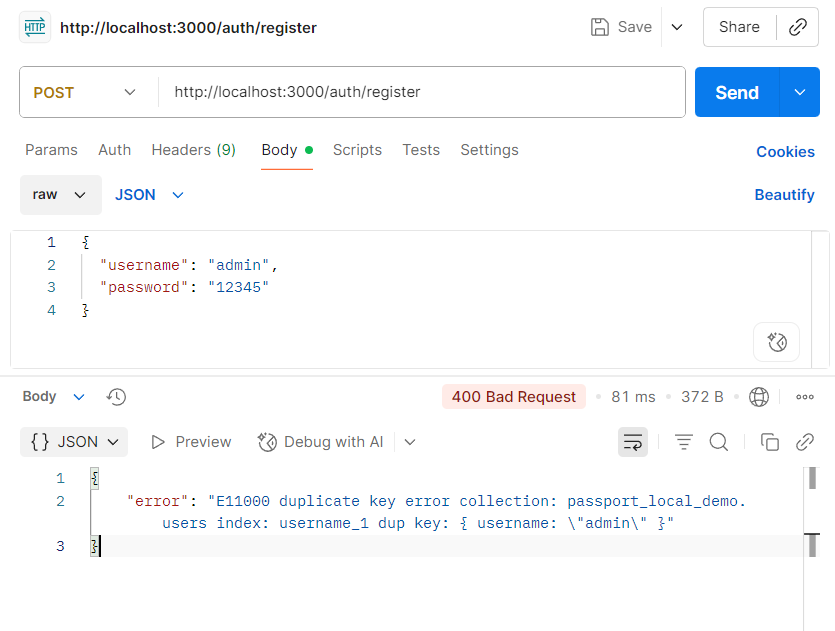 HTTP http://localhost:3000/auth/register Save Share
POST http://localhost:3000/auth/register Send
Params Auth Headers (9) Body Scripts Tests Settings Cookies
raw JSON Beautify
1 {
2 "username": "admin",
3 "password": "12345"
4 }
Body 400 Bad Request 81 ms 372 B
{} JSON Preview Debug with AI
1 {
2 "error": "E11000 duplicate key error collection: passport_local_demo.
users index: username_1 dup key: { username: \"admin\" }"
3 }